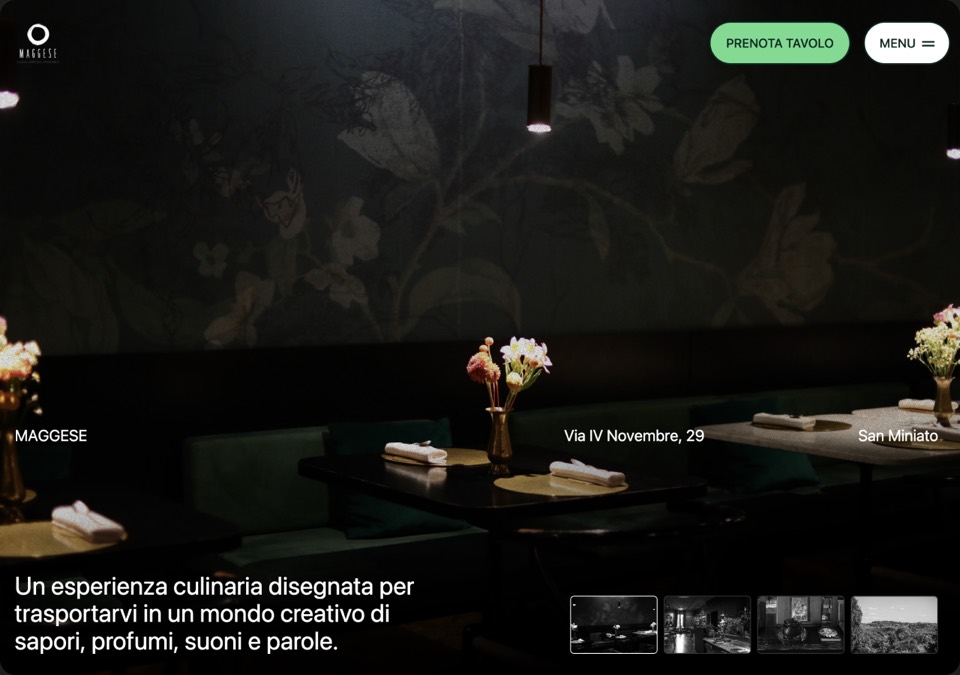 MAGGESE
PRENOTA TAVOLO
MENU
MAGGESE
Via IV Novembre, 29
San Miniato
Un esperienza culinaria disegnata per
trasportarvi in un mondo creativo di
sapori, profumi, suoni e parole.